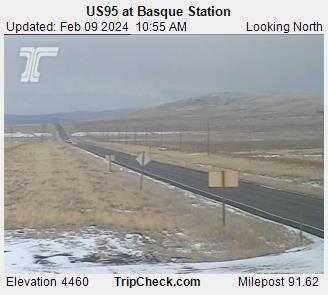 US95 at Basque Station
Updated: Feb 09 2024 10:55 AM Looking North
Elevation 4460 TripCheck.com Milepost 91.62